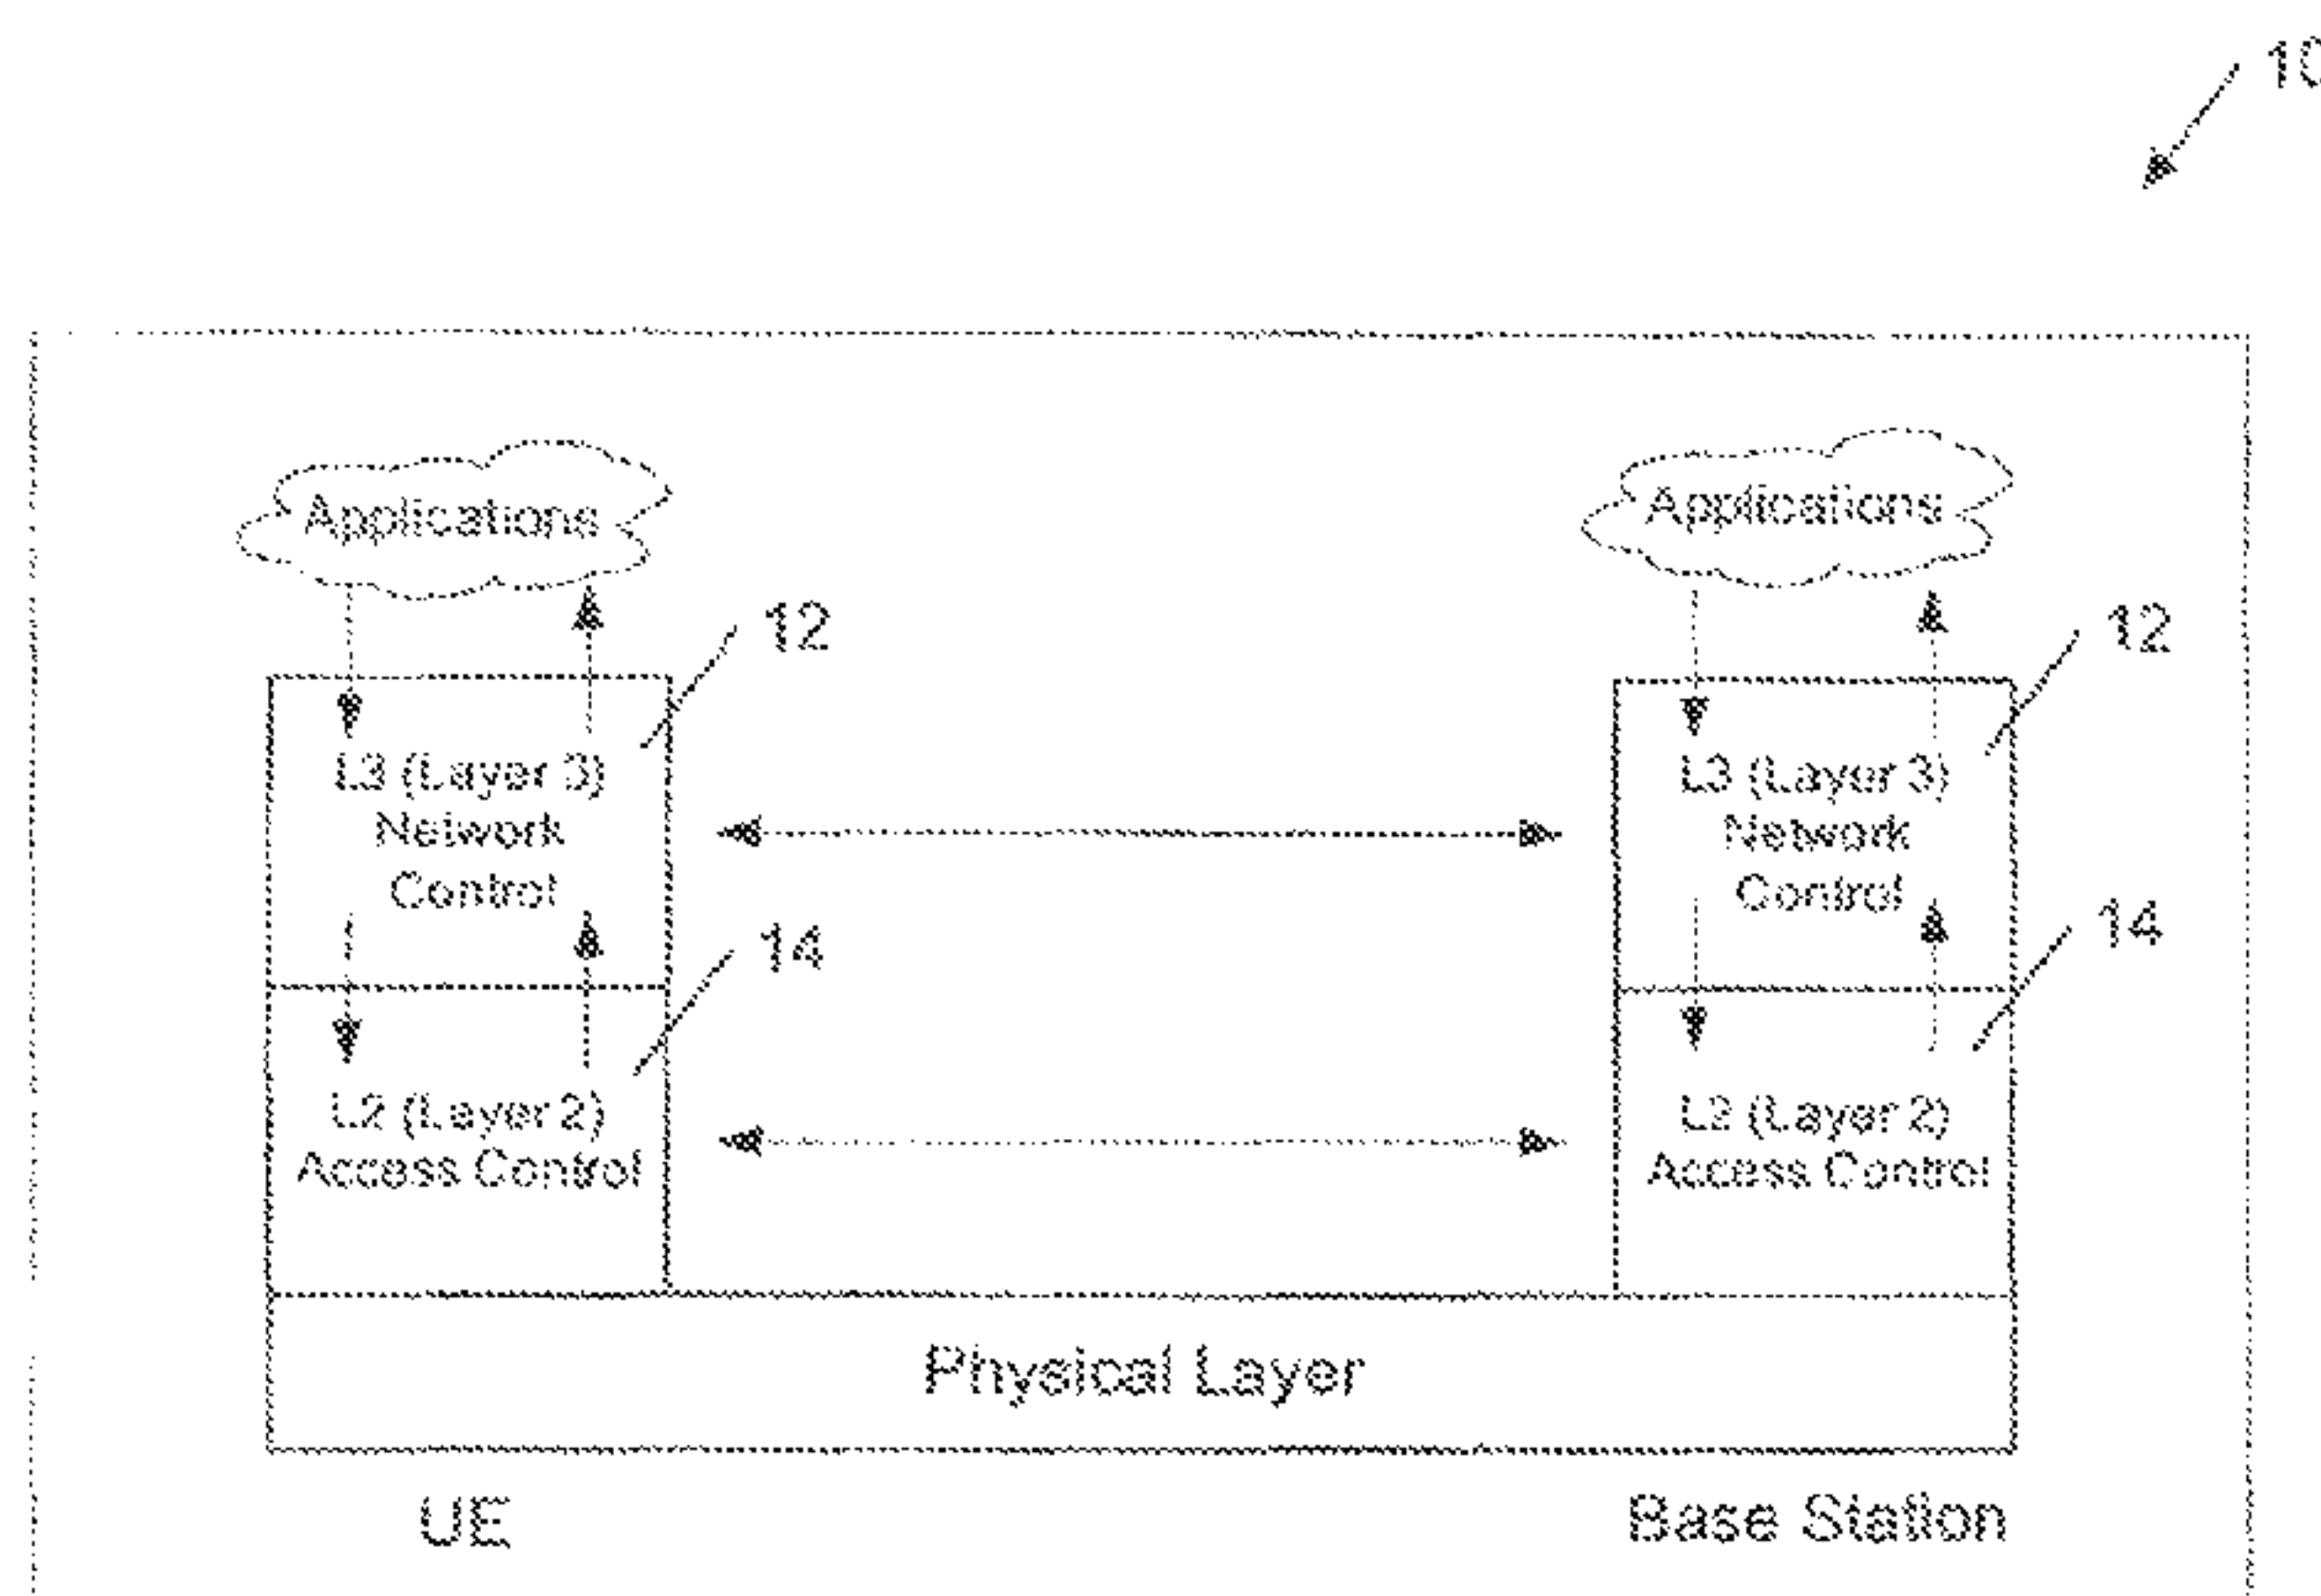 10
Applications
Applications
12
12
L3 (Layer 3)
Network
Control
L3 (Layer 3)
Network
Control
14
14
L2 (Layer 2)
Access Control
L2 (Layer 2)
Access Control
Physical Layer
UE
Base Station